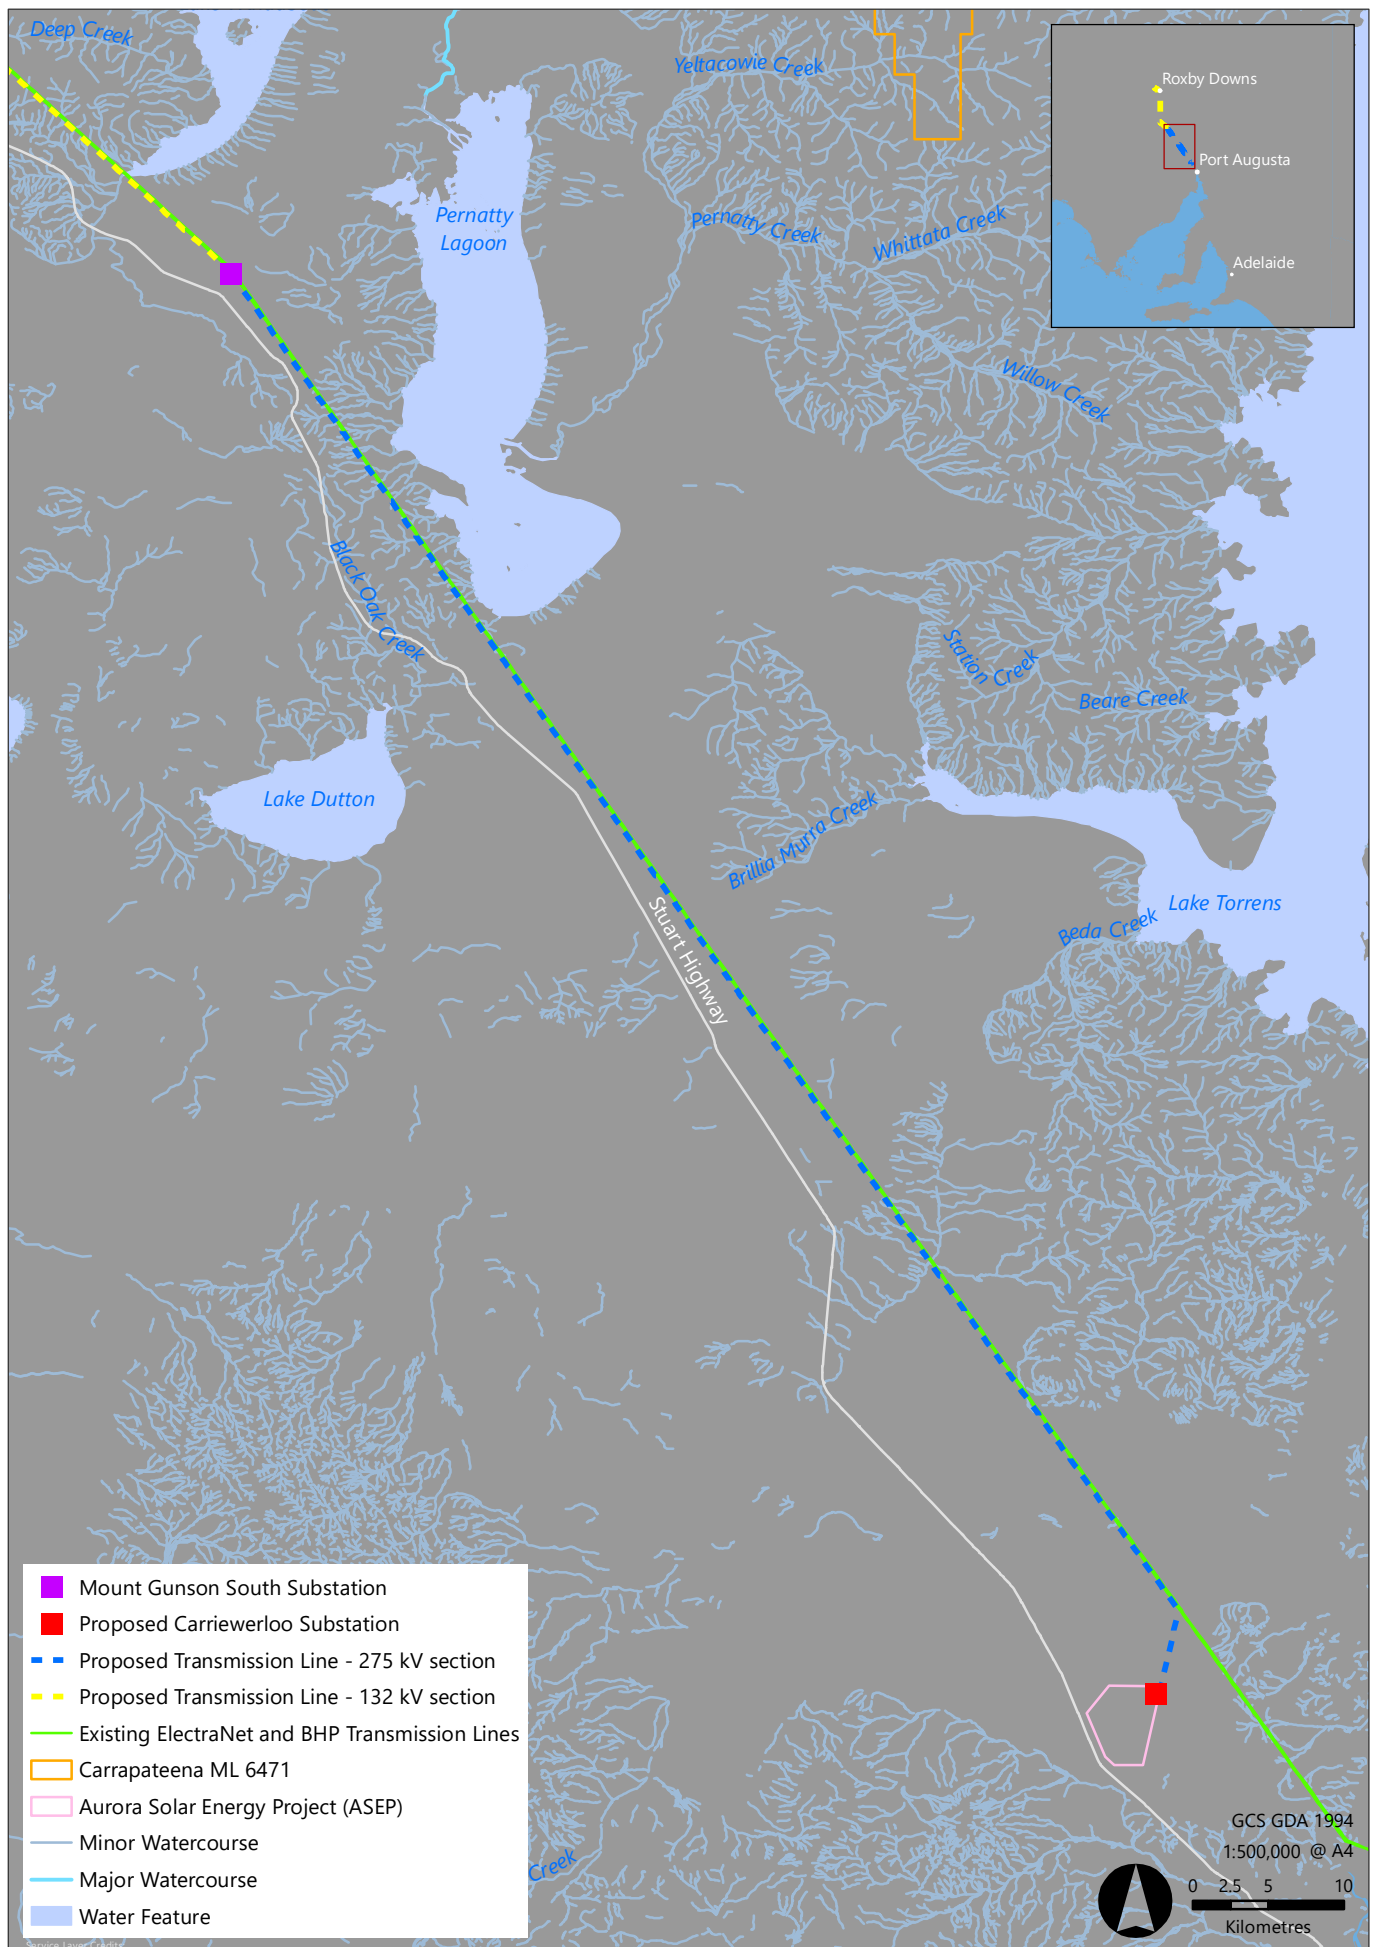 Deep Creek
Yeltacowie Creek
Roxby Downs
Port Augusta
Adelaide
Pernatty
Lagoon
Pernatty Creek
Whittata Creek
Willow Creek
Black Oak Creek
Station Creek
Beare Creek
Lake Dutton
Brillia Murra Creek
Lake Torrens
Beda Creek
Stuart Highway
Mount Gunson South Substation
Proposed Carriewerloo Substation
Proposed Transmission Line - 275 kV section
Proposed Transmission Line - 132 kV section
Existing ElectraNet and BHP Transmission Lines
Carrapateena ML 6471
Aurora Solar Energy Project (ASEP)
Minor Watercourse
Major Watercourse
Water Feature
Creek
GCS GDA 1994
1:500,000 @ A4
0 2.5 5 10
Kilometres
Service Layer Credits